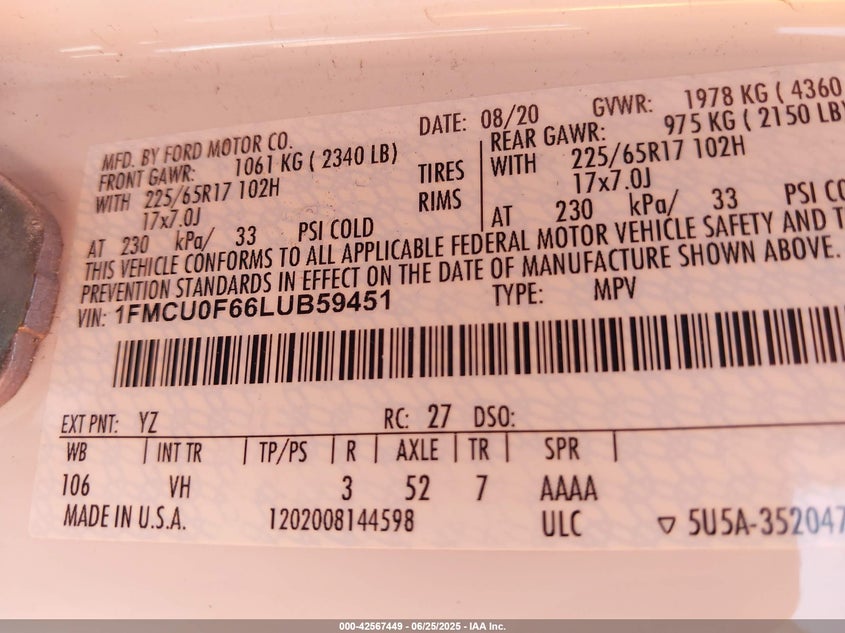 MFD. BY FORD MOTOR CO.
DATE: 08/20 GVWR: 1978 KG ( 4360
FRONT GAWR: 1061 KG ( 2340 LB)
REAR GAWR: 975 KG ( 2150 LB)
WITH 225/65R17 102H TIRES WITH 225/65R17 102H
17x7.0J RIMS 17x7.0J
AT 230 kPa/ 33 PSI COLD AT 230 kPa/ 33 PSI CO
THIS VEHICLE CONFORMS TO ALL APPLICABLE FEDERAL MOTOR VEHICLE SAFETY AND T
PREVENTION STANDARDS IN EFFECT ON THE DATE OF MANUFACTURE SHOWN ABOVE.
VIN: 1FMCU0F66LUB59451 TYPE: MPV
EXT PNT: YZ RC: 27 DSO:
WB | INT TR | TP/PS | R | AXLE | TR | SPR |
106 VH 3 52 7 AAAA
MADE IN U.S.A. 1202008144598 ULC ▽ 5U5A-352047
000-42567449 - 06/25/2025 - IAA Inc.